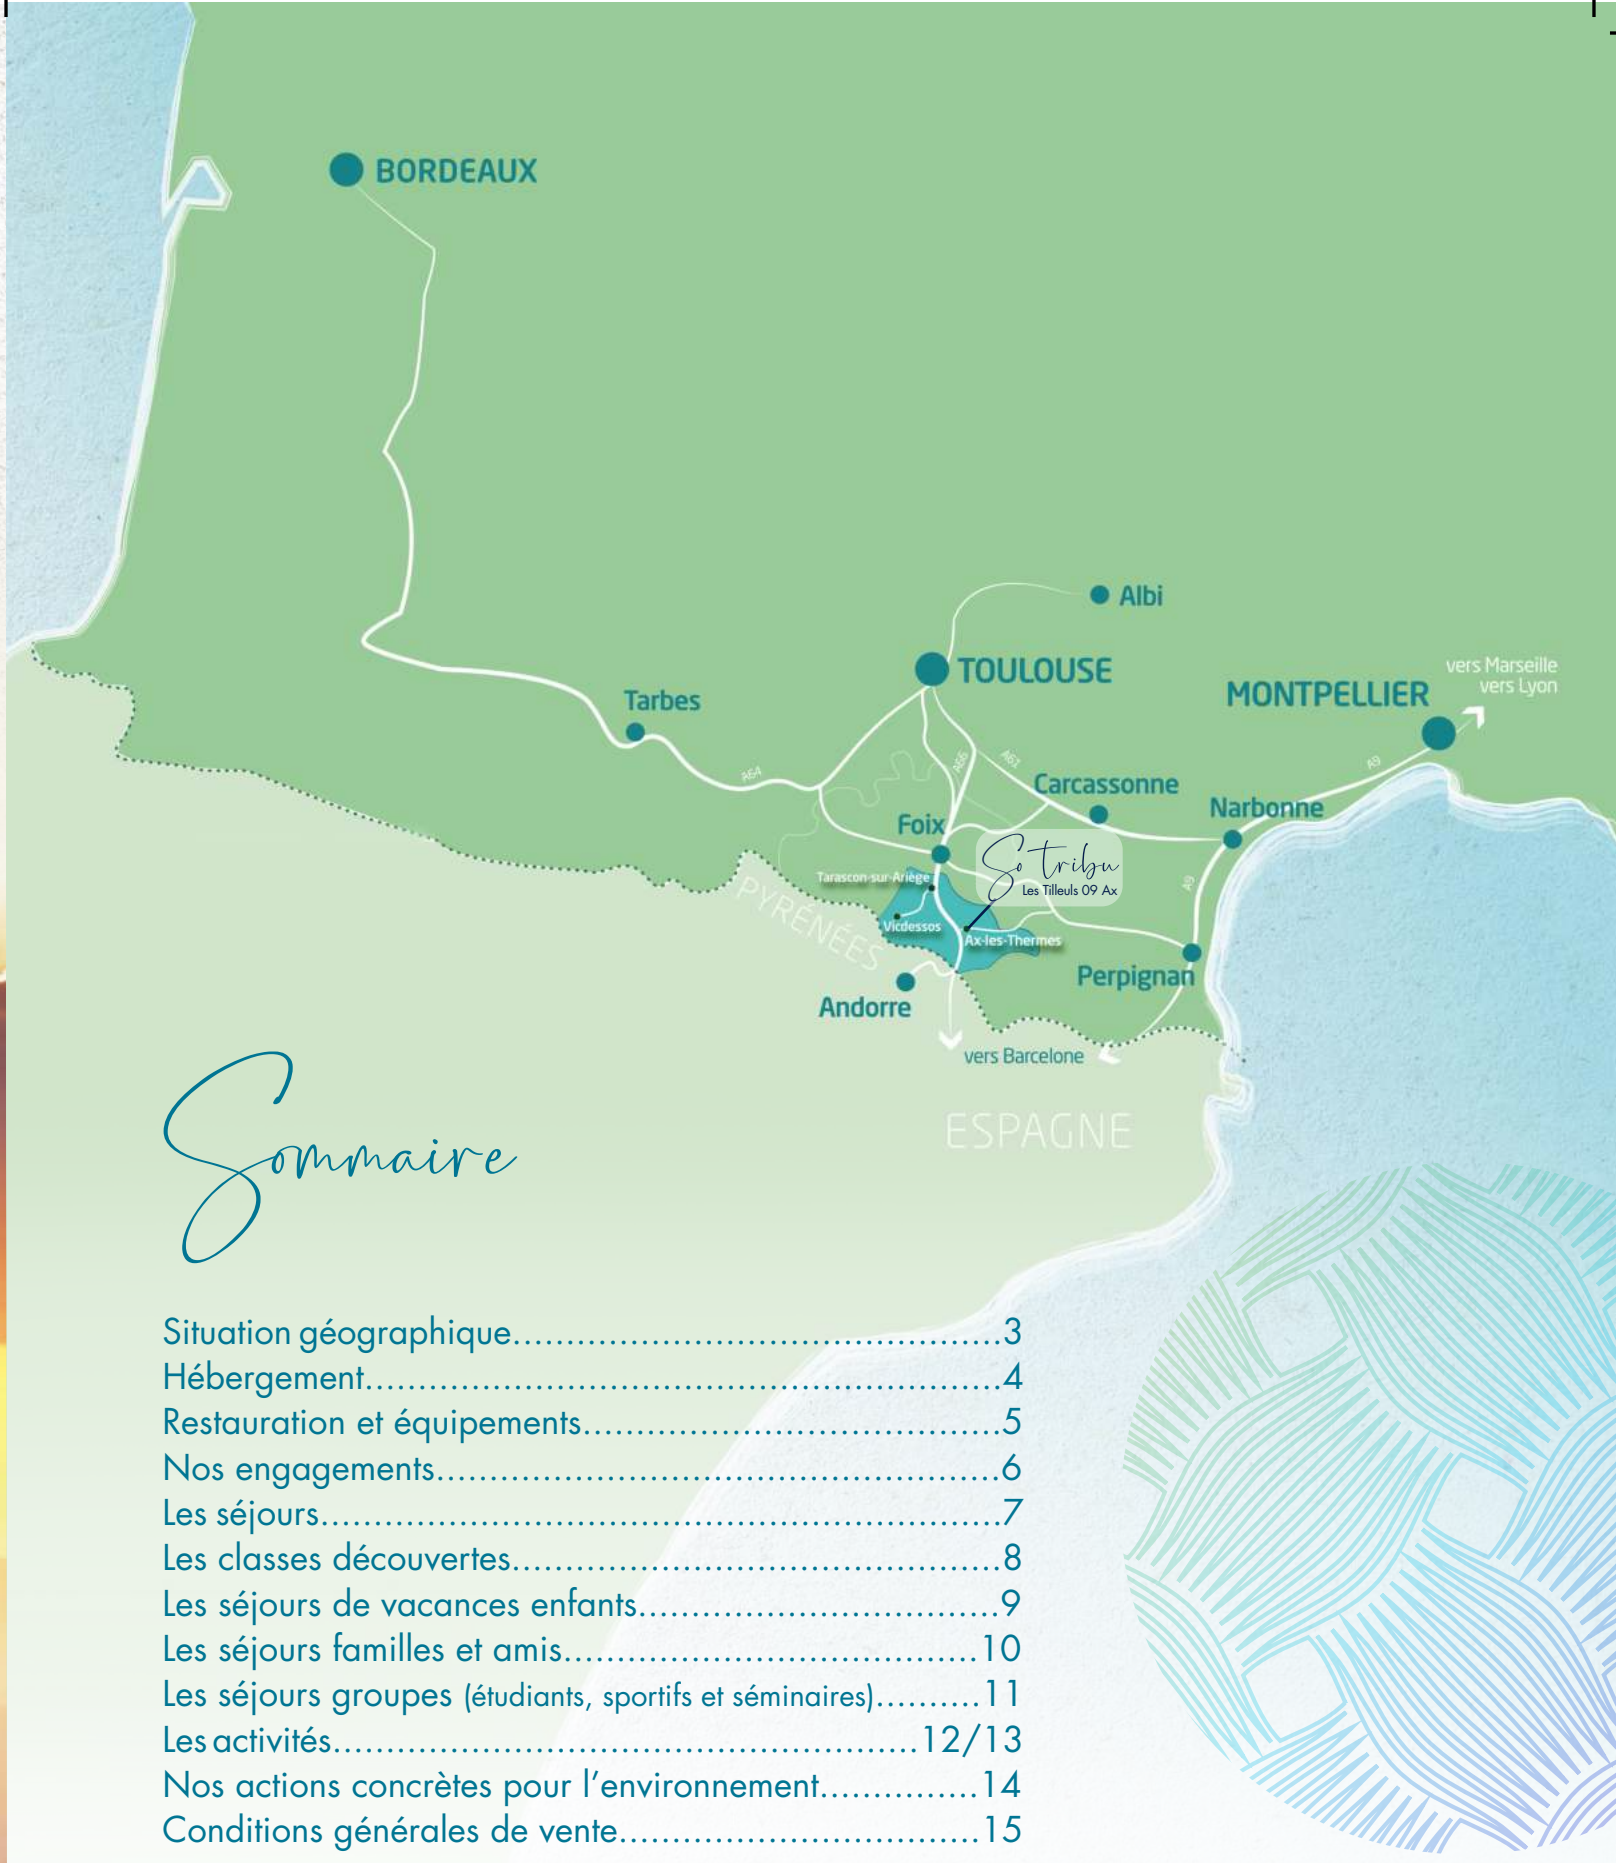 BORDEAUX
Albi
TOULOUSE
vers Marseille
vers Lyon
MONTPELLIER
Tarbes
A64
A66
A61
A9
Carcassonne
Narbonne
Foix
So tribu
Les Tilleuls 09 Ax
Tarascon-sur-Ariège
A9
PYRÉNÉES
Vicdessos
Ax-les-Thermes
Perpignan
Andorre
vers Barcelone
ESPAGNE
Sommaire
Situation géographique..............................................3
Hébergement............................................................4
Restauration et équipements.......................................5
Nos engagements.....................................................6
Les séjours................................................................7
Les classes découvertes..............................................8
Les séjours de vacances enfants..................................9
Les séjours familles et amis.......................................10
Les séjours groupes (étudiants, sportifs et séminaires)..........11
Les activités.......................................................12/13
Nos actions concrètes pour l’environnement...............14
Conditions générales de vente..................................15